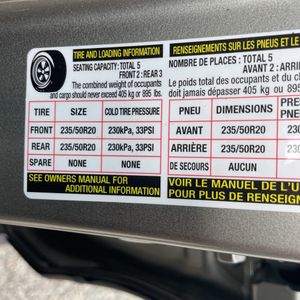 TIRE AND LOADING INFORMATION
SEATING CAPACITY: TOTAL 5
FRONT 2 : REAR 3
The combined weight of occupants
and cargo should never exceed 405 kg or 895 lbs.
TIRE SIZE COLD TIRE PRESSURE
FRONT 235/50R20 230kPa, 33PSI
REAR 235/50R20 230kPa, 33PSI
SPARE NONE NONE
SEE OWNERS MANUAL FOR
ADDITIONAL INFORMATION
RENSEIGNEMENTS SUR LES PNEUS ET LE
NOMBRE DE PLACES : TOTAL 5
AVANT 2 : ARRI
Le poids total des occupants et du c
doit jamais dépasser 405 kg ou 895
PNEU DIMENSIONS
AVANT 235/50R20 230
ARRIÈRE 235/50R20 230
DE SECOURS AUCUN
VOIR LE MANUEL DE L'U
POUR PLUS DE RENSEIGN